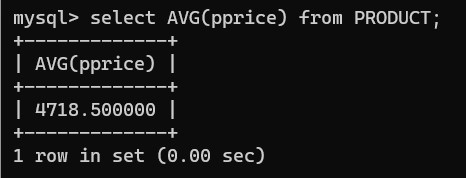 mysql> select AVG(pprice) from PRODUCT;
+-------------+
| AVG(pprice) |
+-------------+
| 4718.500000 |
+-------------+
1 row in set (0.00 sec)